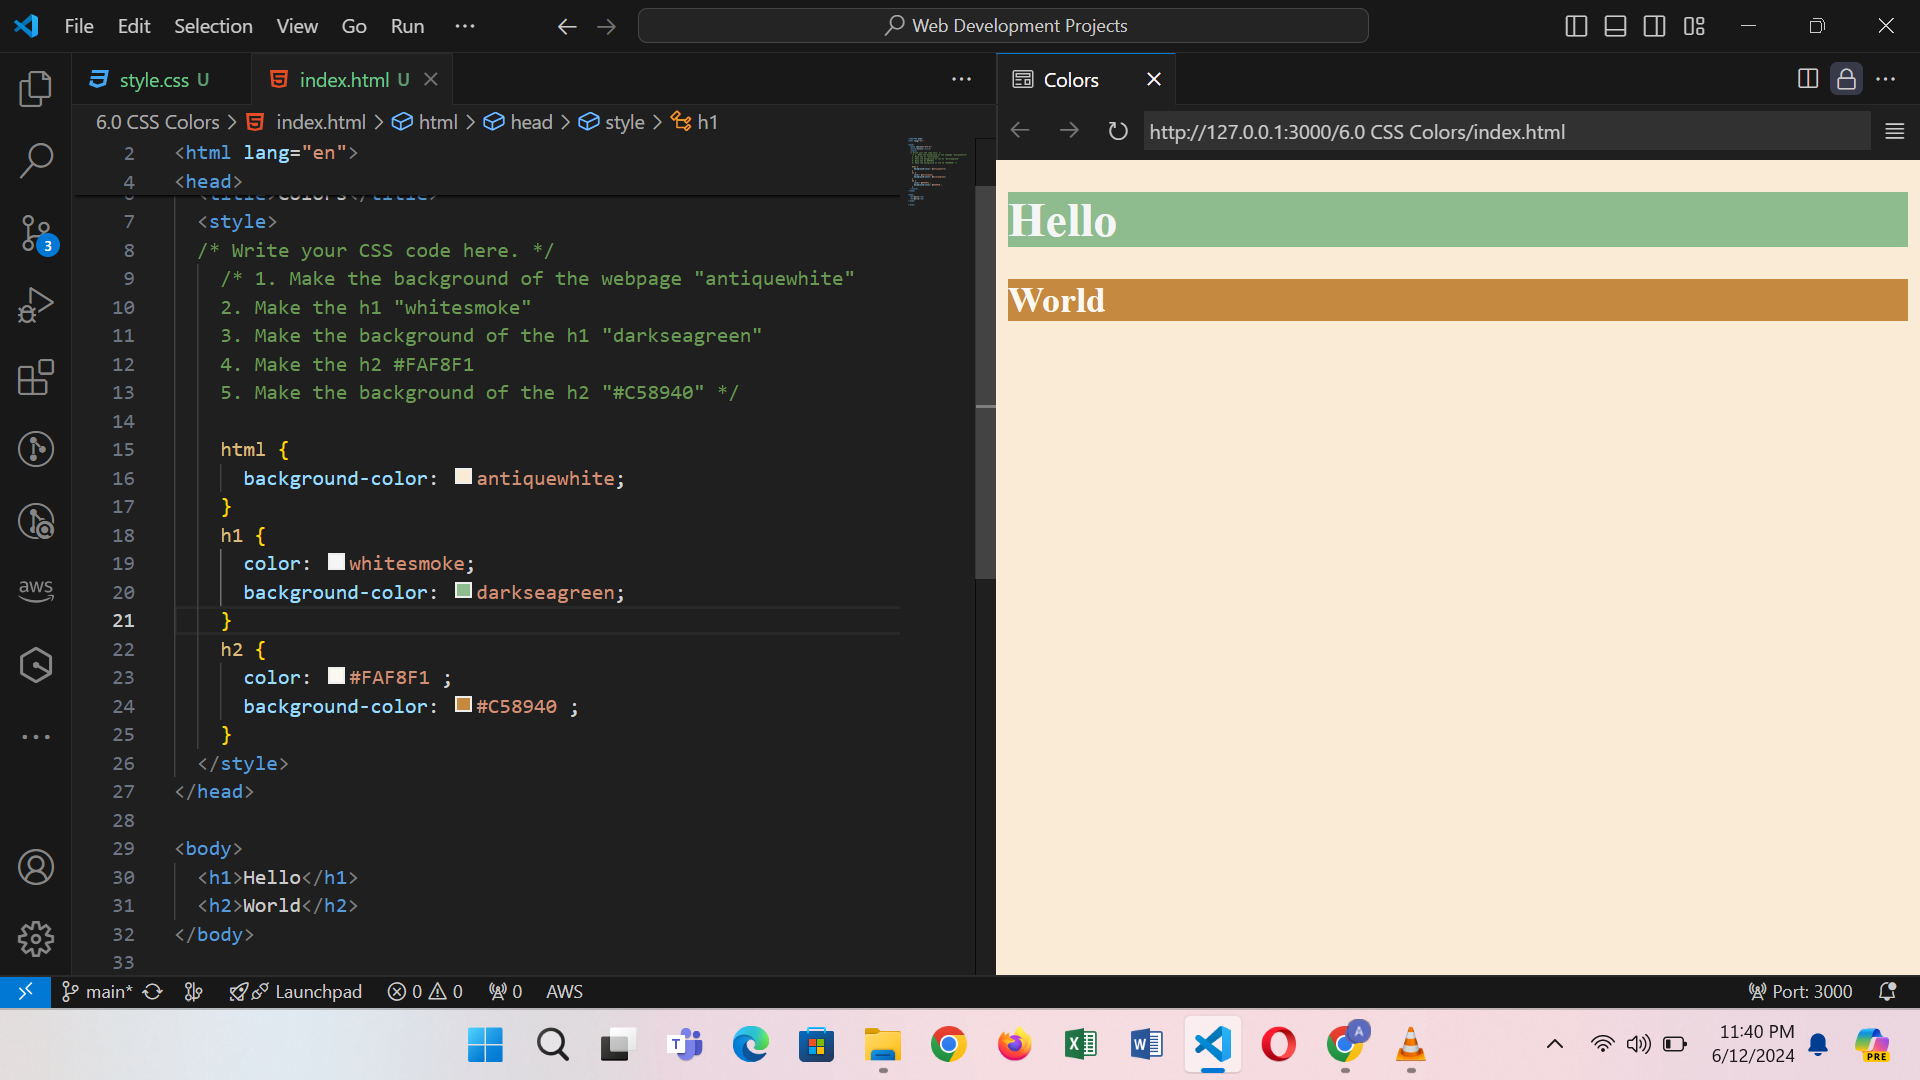 File Edit Selection View Go Run ···
Web Development Projects
style.css U
index.html U
Colors
6.0 CSS Colors > index.html > html > head > style > h1
http://127.0.0.1:3000/6.0 CSS Colors/index.html
2 <html lang="en">
4 <head>
6 <title>Colors</title>
7 <style>
8 /* Write your CSS code here. */
9 /* 1. Make the background of the webpage "antiquewhite"
10 2. Make the h1 "whitesmoke"
11 3. Make the background of the h1 "darkseagreen"
12 4. Make the h2 #FAF8F1
13 5. Make the background of the h2 "#C58940" */
14
15 html {
16 background-color: antiquewhite;
17 }
18 h1 {
19 color: whitesmoke;
20 background-color: darkseagreen;
21 }
22 h2 {
23 color: #FAF8F1 ;
24 background-color: #C58940 ;
25 }
26 </style>
27 </head>
28
29 <body>
30 <h1>Hello</h1>
31 <h2>World</h2>
32 </body>
33
Hello
World
3
aws
main* Launchpad 0 0 0 AWS
Port: 3000
T
X
W
A
11:40 PM
6/12/2024
PRE